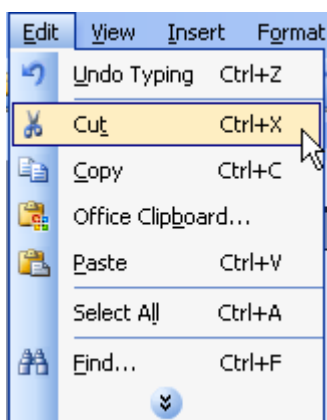 Edit View Insert Format
Undo Typing Ctrl+Z
Cut Ctrl+X
Copy Ctrl+C
Office Clipboard...
Paste Ctrl+V
Select All Ctrl+A
Find... Ctrl+F